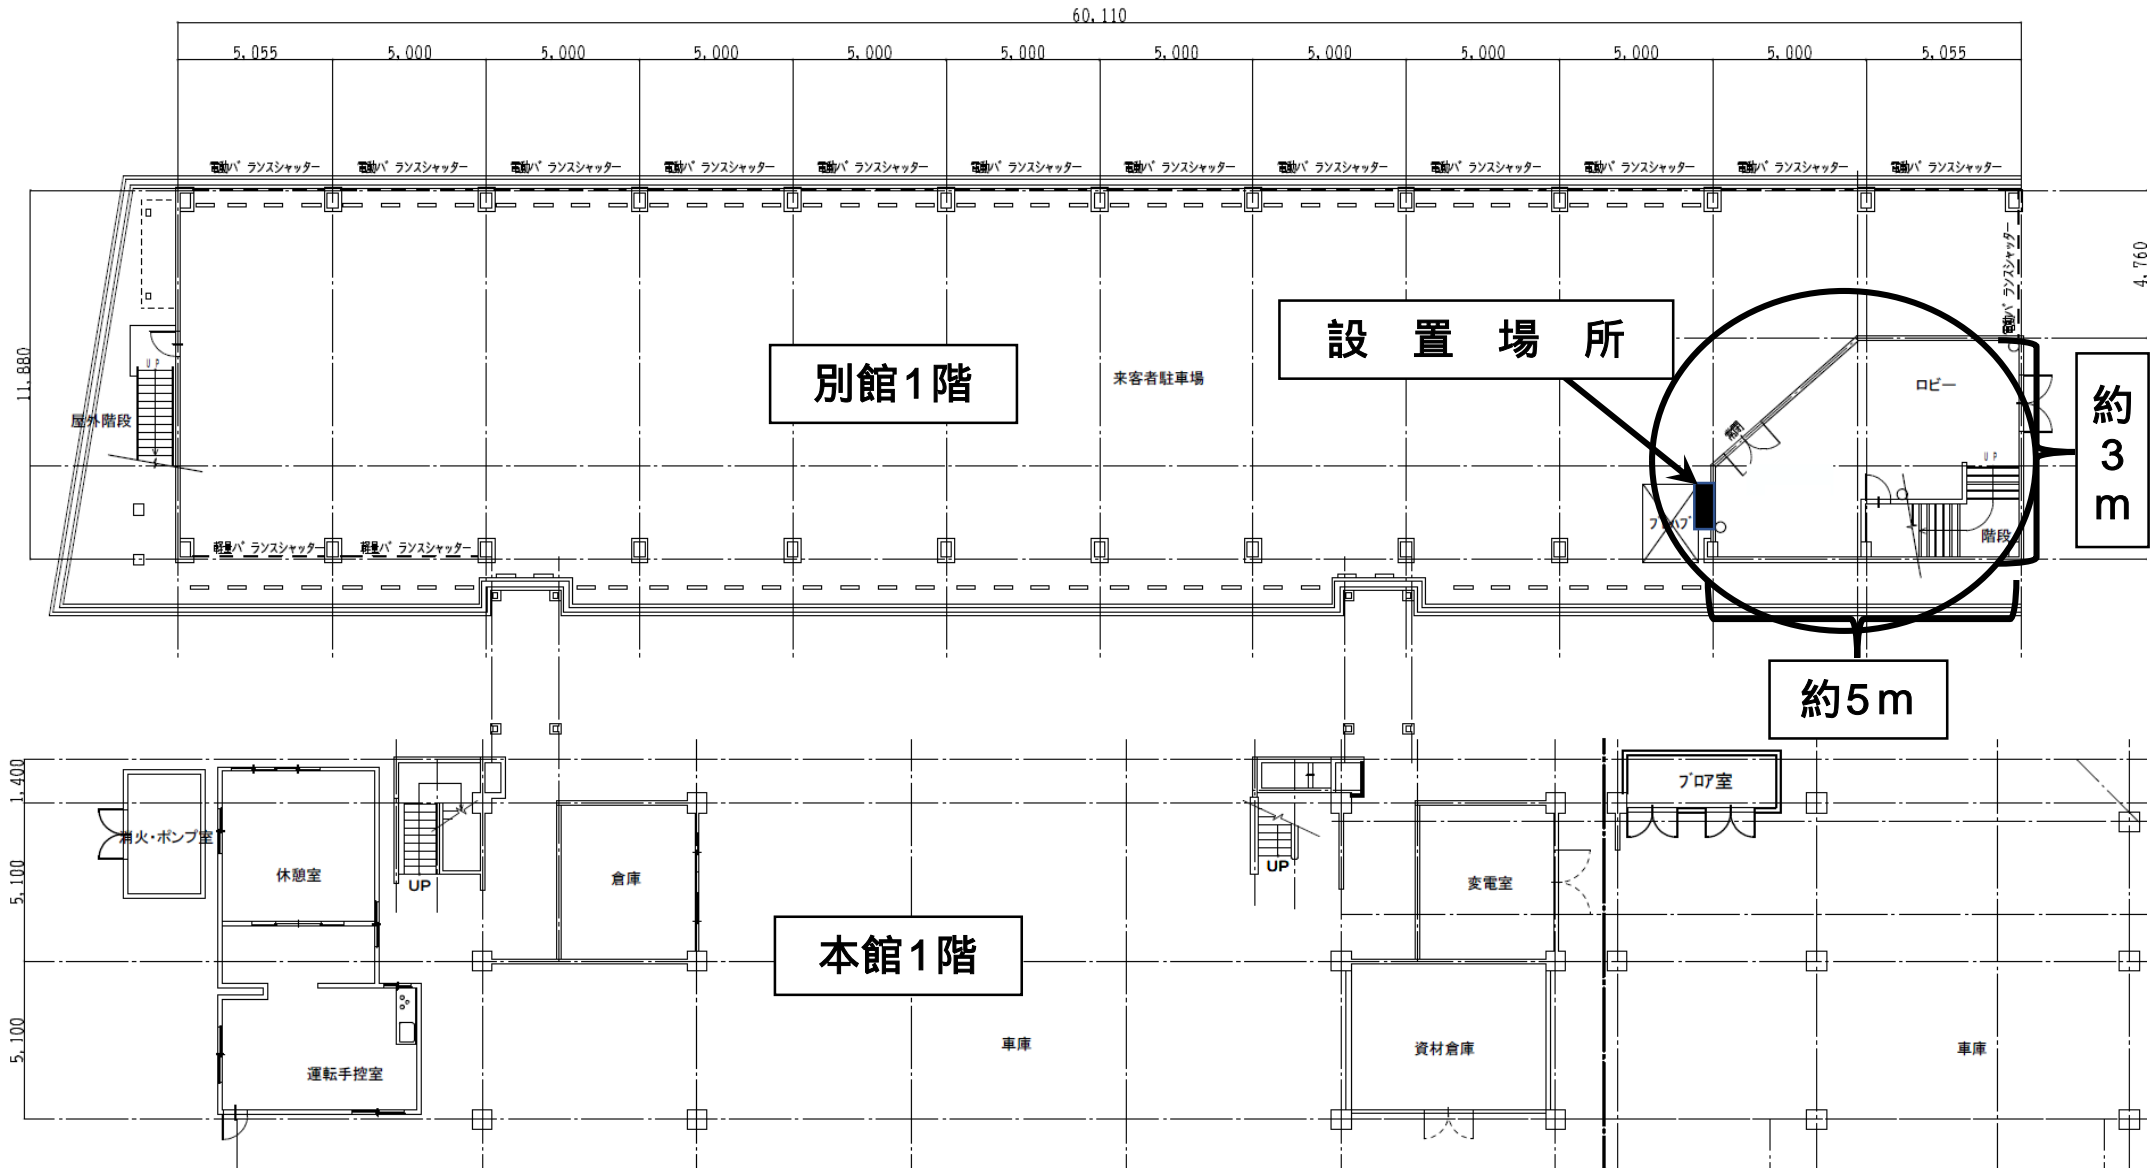 60,110
5,055 5,000 5,000 5,000 5,000 5,000 5,000 5,000 5,000 5,000 5,000 5,055
電動バランスシャッター 電動バランスシャッター 電動バランスシャッター 電動バランスシャッター 電動バランスシャッター 電動バランスシャッター 電動バランスシャッター 電動バランスシャッター 電動バランスシャッター 電動バランスシャッター 電動バランスシャッター 電動バランスシャッター
電動バランスシャッター
4,760
11,880
設置場所
別館1階
来客者駐車場
ロビー
UP
屋外階段
常閉
約
3
m
UP
プレハブ
階段
軽量バランスシャッター 軽量バランスシャッター
約5m
1,400
ブロア室
消火・ポンプ室
休憩室
UP
倉庫
UP
変電室
5,100
本館1階
5,100
車庫
資材倉庫
車庫
運転手控室